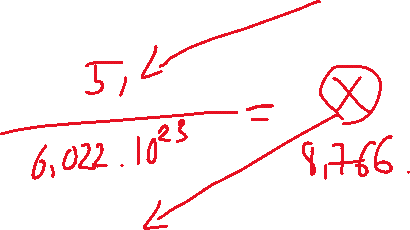 5,
6,022.10²³ = X
8,766.